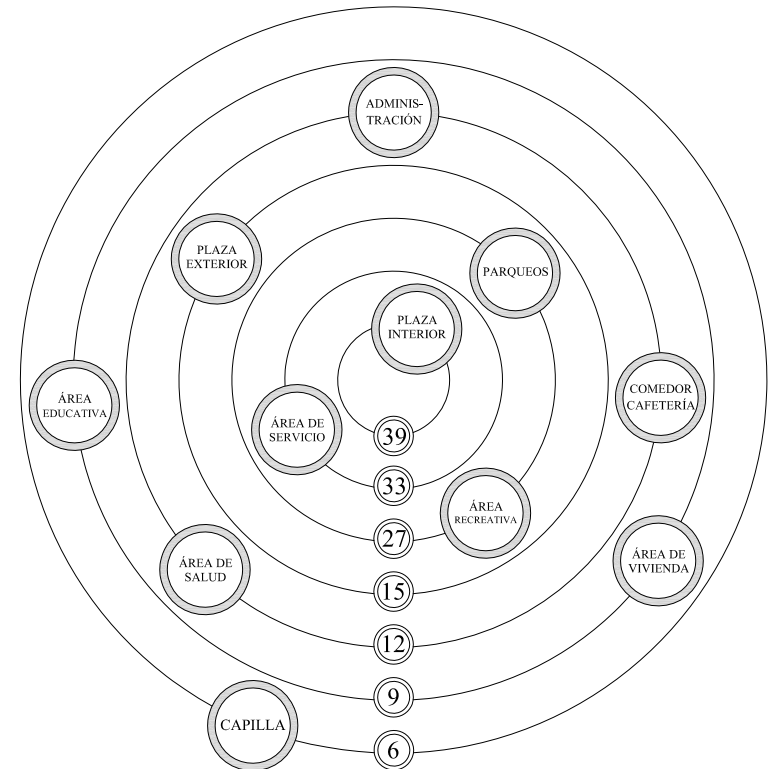 ADMINIS-
TRACIÓN
PLAZA
EXTERIOR
PARQUEOS
PLAZA
INTERIOR
ÁREA
EDUCATIVA
COMEDOR
CAFETERÍA
ÁREA DE
SERVICIO
39
33
ÁREA
RECREATIVA
27
ÁREA DE
SALUD
ÁREA DE
VIVIENDA
15
12
9
CAPILLA
6